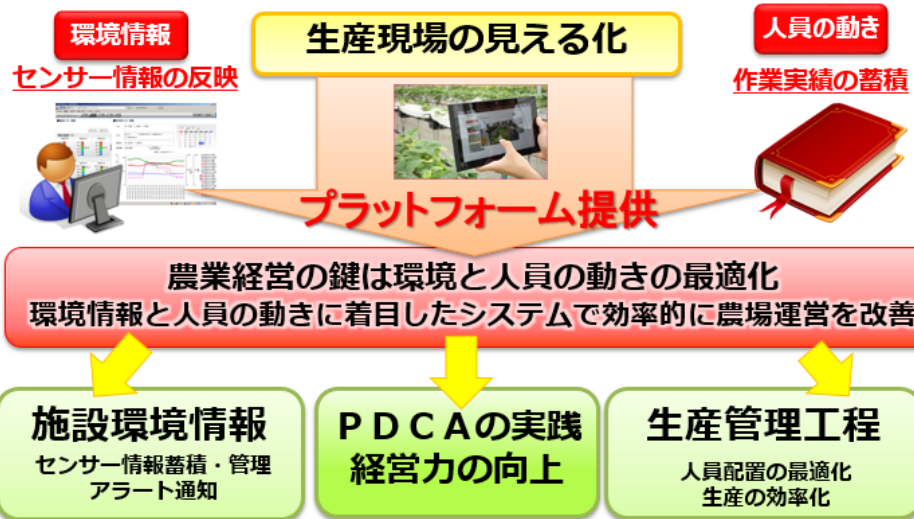 環境情報
センサー情報の反映
生産現場の見える化
人員の動き
作業実績の蓄積
プラットフォーム提供
農業経営の鍵は環境と人員の動きの最適化
環境情報と人員の動きに着目したシステムで効率的に農場運営を改善
施設環境情報
センサー情報蓄積・管理
アラート通知
ＰＤＣＡの実践
経営力の向上
生産管理工程
人員配置の最適化
生産の効率化